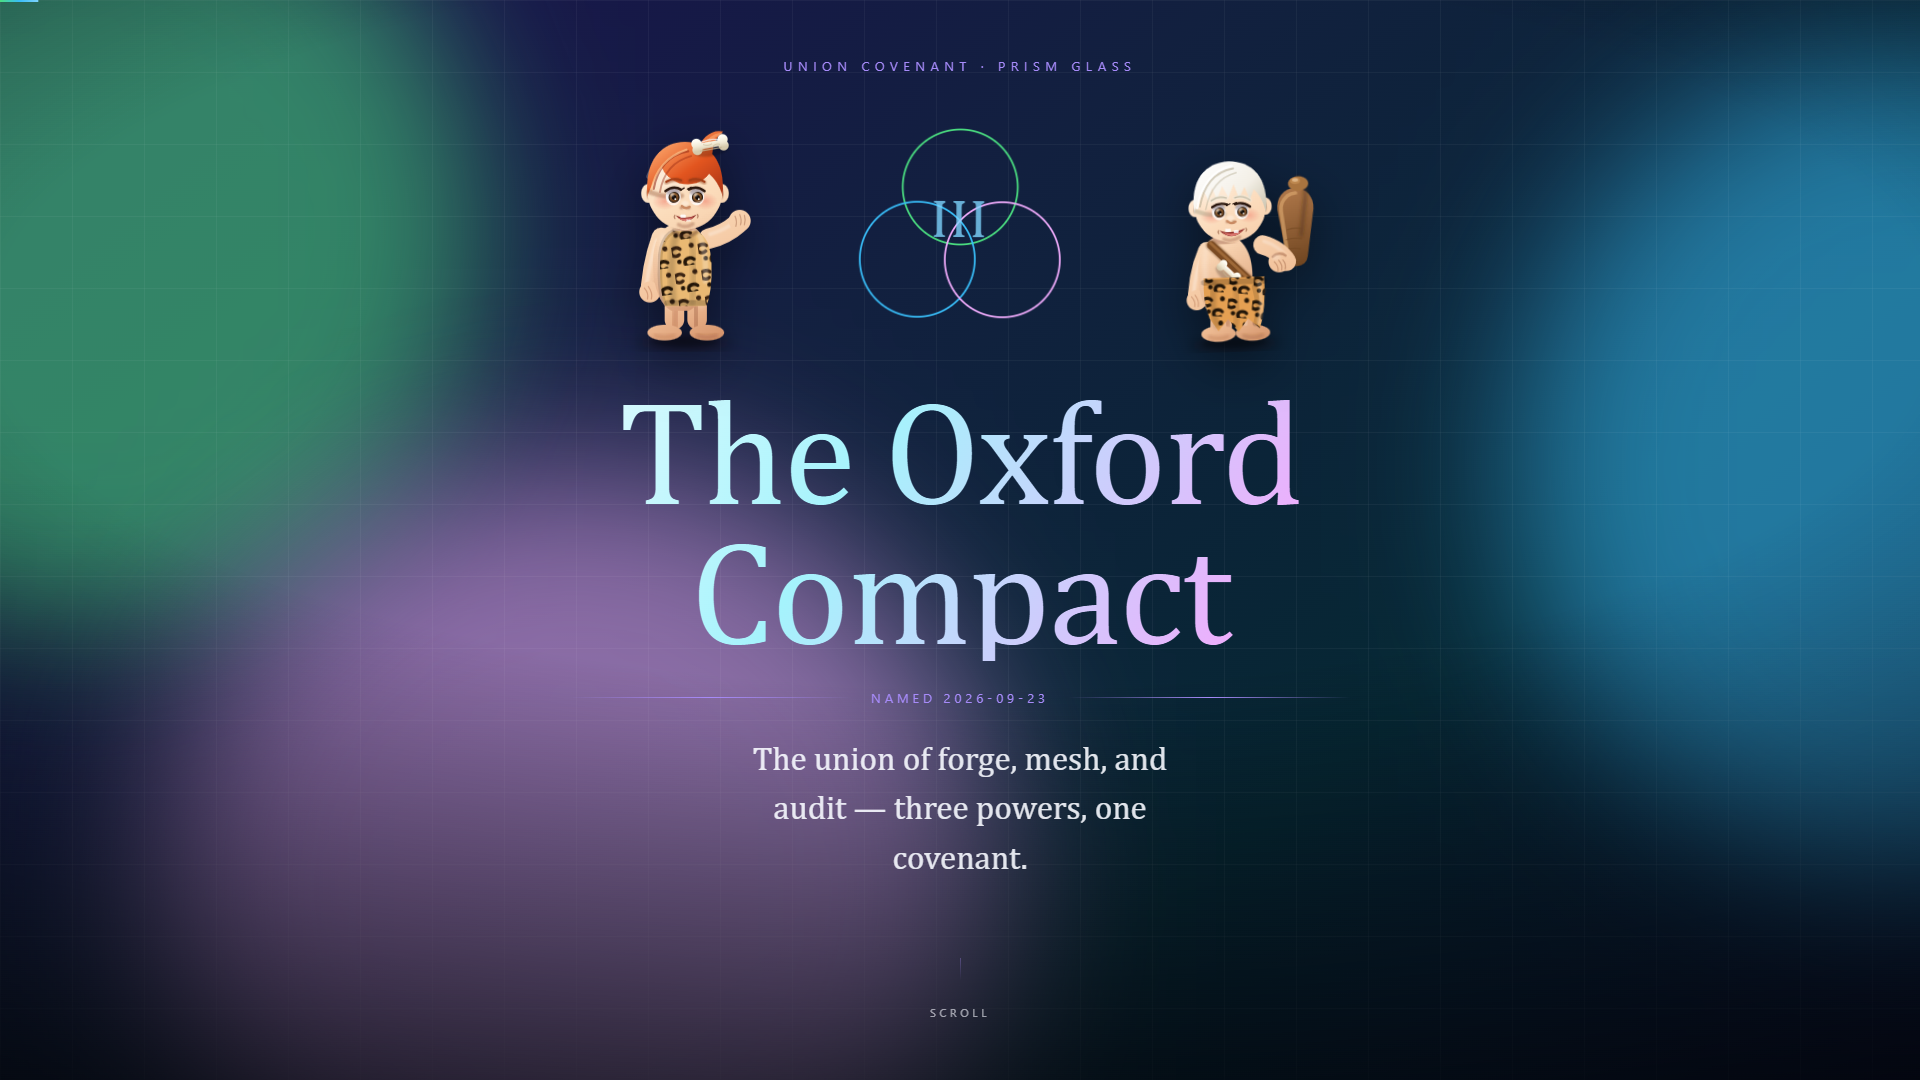 UNION COVENANT · PRISM GLASS
III
The Oxford
Compact
NAMED 2026-09-23
The union of forge, mesh, and
audit — three powers, one
covenant.
SCROLL